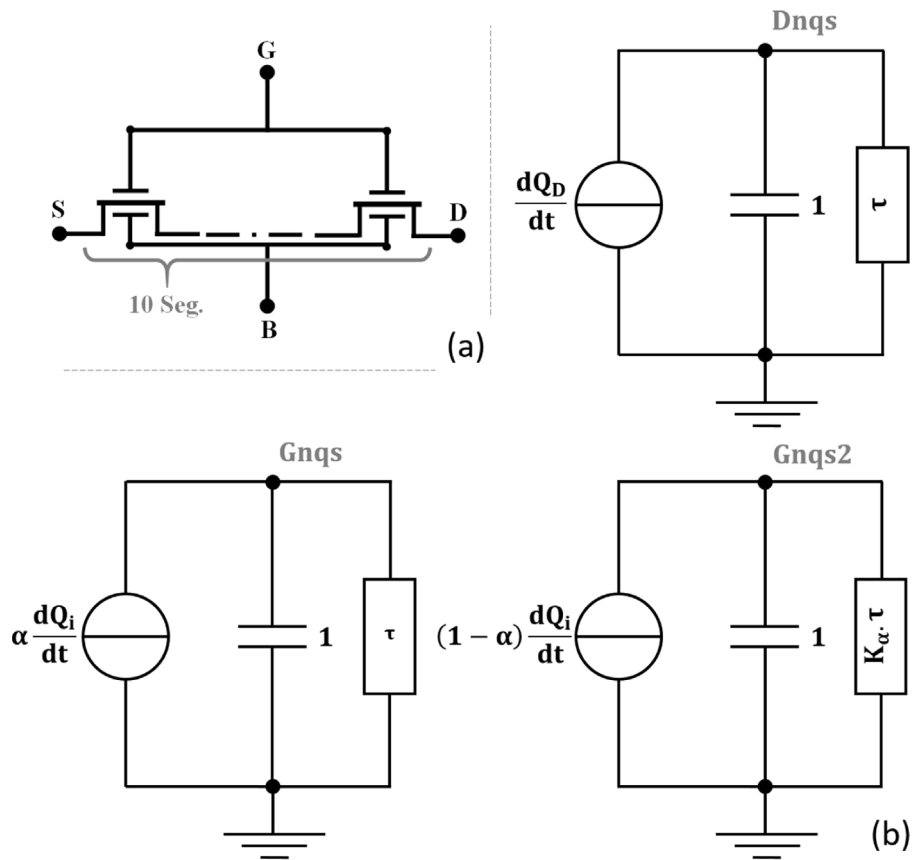 G
S
D
10 Seg.
B
(a)
Dnqs
dQ_D
dt
1
τ
Gnqs
α dQ_i
dt
1
τ
Gnqs2
(1 − α) dQ_i
dt
1
K_α. τ
(b)